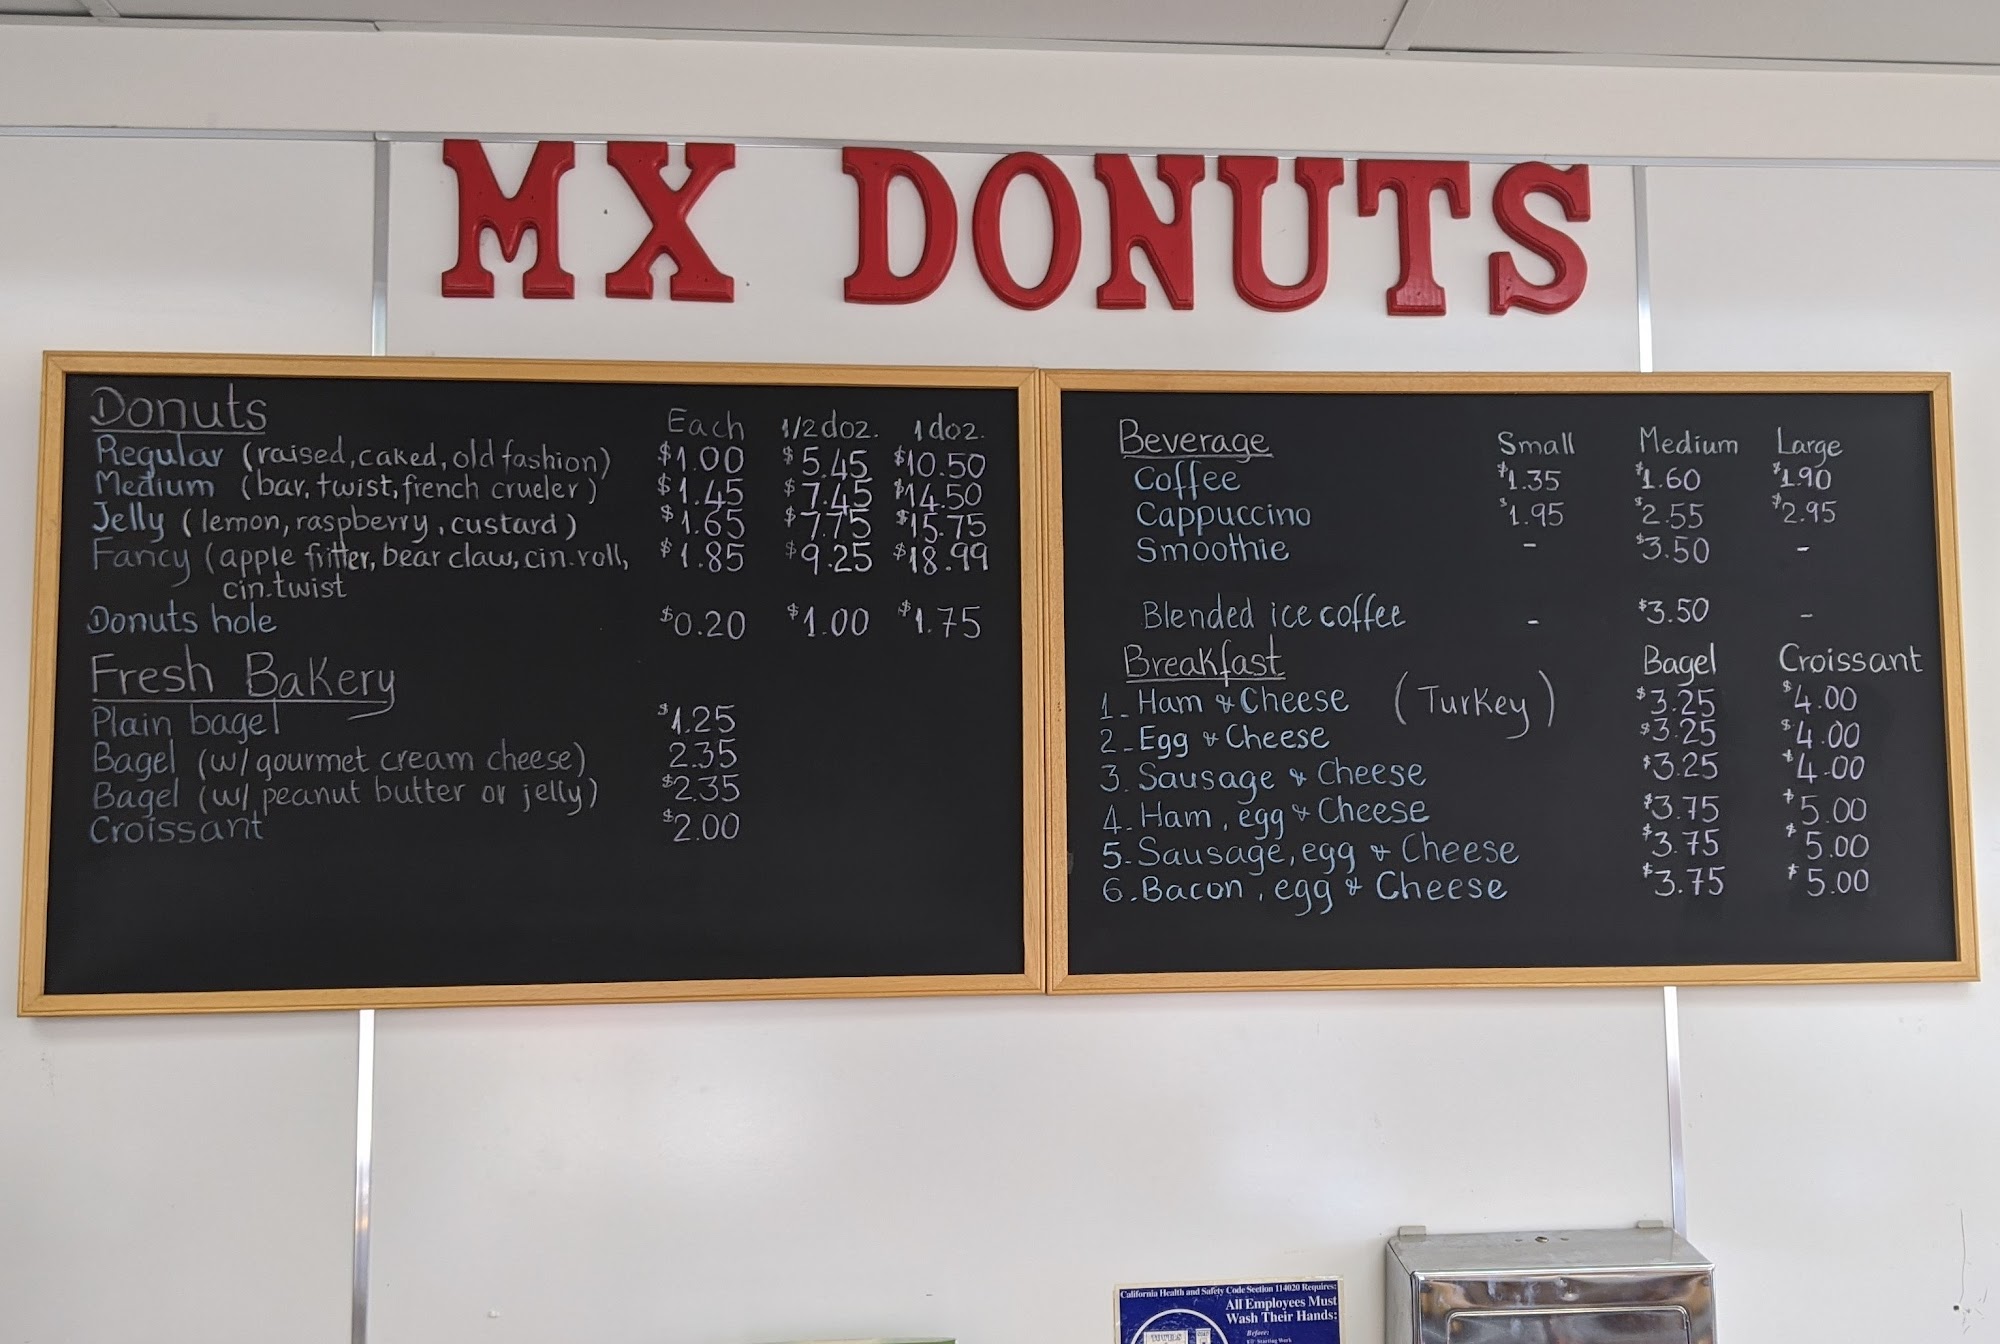 MX DONUTS
Donuts Each 1/2 doz. 1 doz.
Regular (raised, caked, old fashion) $1.00 $5.45 $10.50
Medium (bar, twist, french crueler) $1.45 $7.45 $14.50
Jelly (lemon, raspberry, custard) $1.65 $7.75 $15.75
Fancy (apple fritter, bear claw, cin. roll, $1.85 $9.25 $18.99
cin. twist
Donuts hole $0.20 $1.00 $1.75
Fresh Bakery
Plain bagel $1.25
Bagel (w/ gourmet cream cheese) 2.35
Bagel (w/ peanut butter or jelly) $2.35
Croissant $2.00
Beverage Small Medium Large
Coffee $1.35 $1.60 $1.90
Cappuccino $1.95 $2.55 $2.95
Smoothie - $3.50 -
Blended ice coffee - $3.50 -
Breakfast Bagel Croissant
1- Ham & Cheese (Turkey) $3.25 $4.00
2- Egg & Cheese $3.25 $4.00
3. Sausage & Cheese $3.25 $4.00
4- Ham, egg & Cheese $3.75 $5.00
5- Sausage, egg & Cheese $3.75 $5.00
6. Bacon, egg & Cheese $3.75 $5.00
California Health and Safety Code Section 114020 Requires:
All Employees Must
Wash Their Hands:
Before: